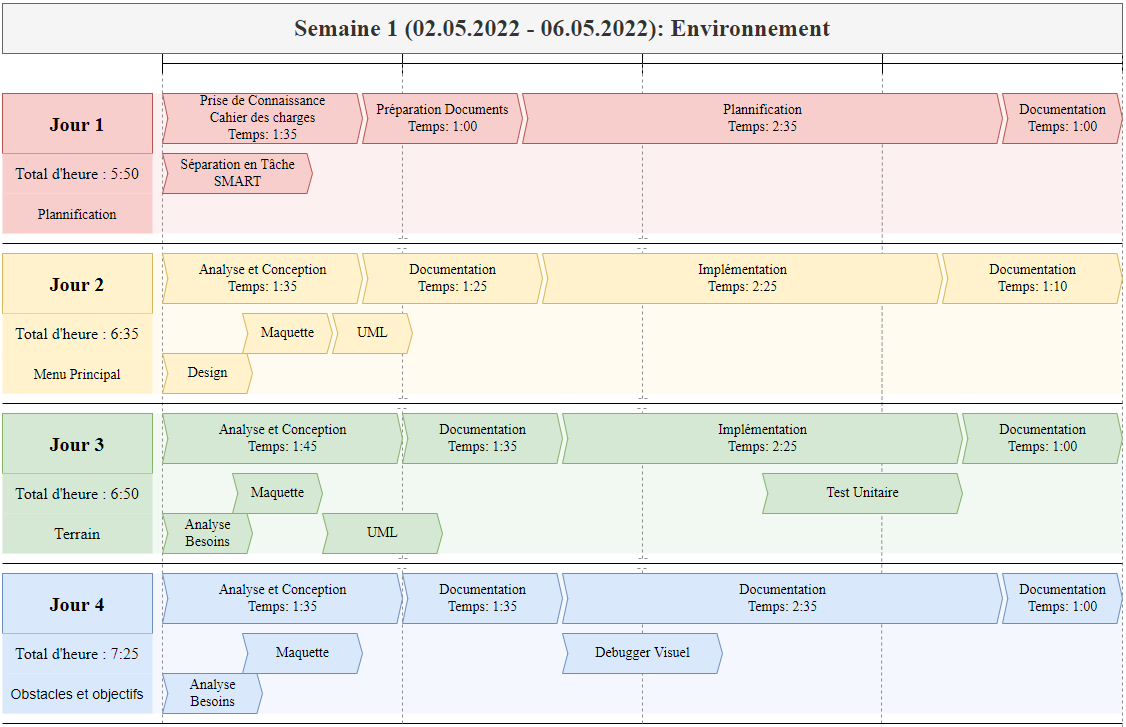 Semaine 1 (02.05.2022 - 06.05.2022): Environnement
Jour 1
Prise de Connaissance
Cahier des charges
Temps: 1:35
Préparation Documents
Temps: 1:00
Plannification
Temps: 2:35
Documentation
Temps: 1:00
Total d'heure : 5:50
Séparation en Tâche
SMART
Plannification
Jour 2
Analyse et Conception
Temps: 1:35
Documentation
Temps: 1:25
Implémentation
Temps: 2:25
Documentation
Temps: 1:10
Total d'heure : 6:35
Maquette
UML
Menu Principal
Design
Jour 3
Analyse et Conception
Temps: 1:45
Documentation
Temps: 1:35
Implémentation
Temps: 2:25
Documentation
Temps: 1:00
Total d'heure : 6:50
Maquette
Test Unitaire
Terrain
Analyse
Besoins
UML
Jour 4
Analyse et Conception
Temps: 1:35
Documentation
Temps: 1:35
Documentation
Temps: 2:35
Documentation
Temps: 1:00
Total d'heure : 7:25
Maquette
Debugger Visuel
Obstacles et objectifs
Analyse
Besoins